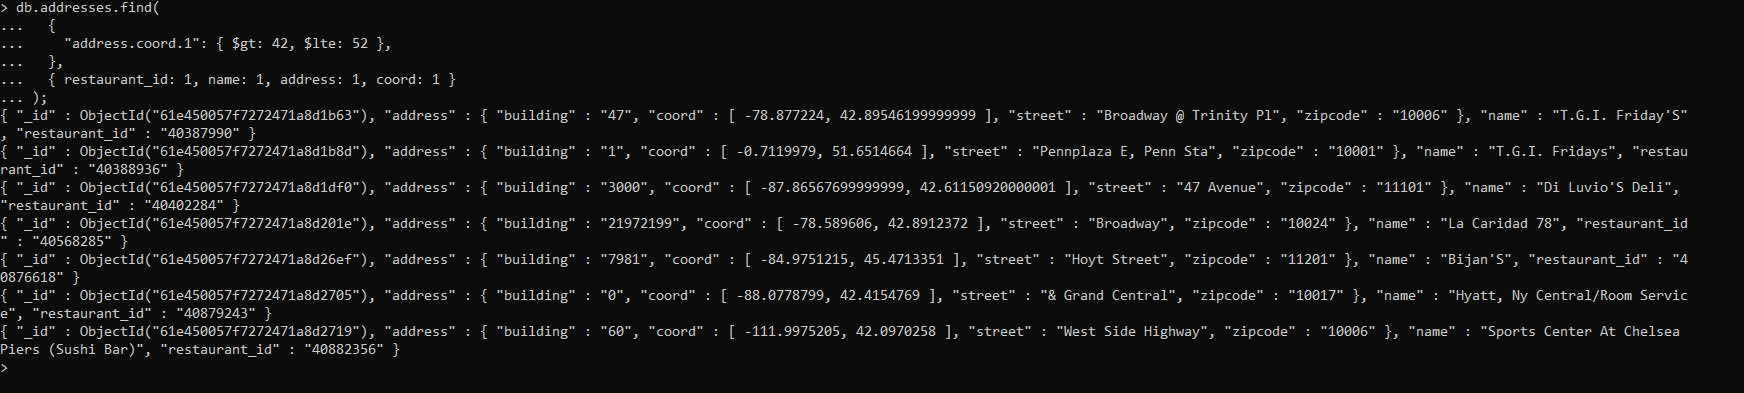 > db.addresses.find(
...   {
...     "address.coord.1": { $gt: 42, $lte: 52 },
...   },
...   { restaurant_id: 1, name: 1, address: 1, coord: 1 }
... );
{ "_id" : ObjectId("61e450057f7272471a8d1b63"), "address" : { "building" : "47", "coord" : [ -78.877224, 42.89546199999999 ], "street" : "Broadway @ Trinity Pl", "zipcode" : "10006" }, "name" : "T.G.I. Friday'S"
, "restaurant_id" : "40387990" }
{ "_id" : ObjectId("61e450057f7272471a8d1b8d"), "address" : { "building" : "1", "coord" : [ -0.7119979, 51.6514664 ], "street" : "Pennplaza E, Penn Sta", "zipcode" : "10001" }, "name" : "T.G.I. Fridays", "restau
rant_id" : "40388936" }
{ "_id" : ObjectId("61e450057f7272471a8d1df0"), "address" : { "building" : "3000", "coord" : [ -87.86567699999999, 42.61150920000001 ], "street" : "47 Avenue", "zipcode" : "11101" }, "name" : "Di Luvio'S Deli",
"restaurant_id" : "40402284" }
{ "_id" : ObjectId("61e450057f7272471a8d201e"), "address" : { "building" : "21972199", "coord" : [ -78.589606, 42.8912372 ], "street" : "Broadway", "zipcode" : "10024" }, "name" : "La Caridad 78", "restaurant_id
" : "40568285" }
{ "_id" : ObjectId("61e450057f7272471a8d26ef"), "address" : { "building" : "7981", "coord" : [ -84.9751215, 45.4713351 ], "street" : "Hoyt Street", "zipcode" : "11201" }, "name" : "Bijan'S", "restaurant_id" : "4
0876618" }
{ "_id" : ObjectId("61e450057f7272471a8d2705"), "address" : { "building" : "0", "coord" : [ -88.0778799, 42.4154769 ], "street" : "& Grand Central", "zipcode" : "10017" }, "name" : "Hyatt, Ny Central/Room Servic
e", "restaurant_id" : "40879243" }
{ "_id" : ObjectId("61e450057f7272471a8d2719"), "address" : { "building" : "60", "coord" : [ -111.9975205, 42.0970258 ], "street" : "West Side Highway", "zipcode" : "10006" }, "name" : "Sports Center At Chelsea
Piers (Sushi Bar)", "restaurant_id" : "40882356" }
>